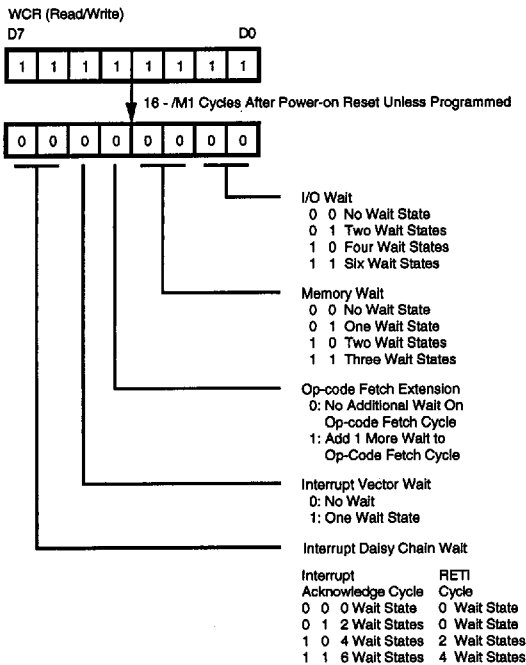 WCR (Read/Write)
D7 D0
1 1 1 1 1 1 1 1
16 - /M1 Cycles After Power-on Reset Unless Programmed
0 0 0 0 0 0 0 0
I/O Wait
0 0 No Wait State
0 1 Two Wait States
1 0 Four Wait States
1 1 Six Wait States
Memory Wait
0 0 No Wait State
0 1 One Wait State
1 0 Two Wait States
1 1 Three Wait States
Op-code Fetch Extension
0: No Additional Wait On
Op-code Fetch Cycle
1: Add 1 More Wait to
Op-Code Fetch Cycle
Interrupt Vector Wait
0: No Wait
1: One Wait State
Interrupt Daisy Chain Wait
Interrupt RETI
Acknowledge Cycle Cycle
0 0 0 Wait State 0 Wait State
0 1 2 Wait States 0 Wait State
1 0 4 Wait States 2 Wait States
1 1 6 Wait States 4 Wait States